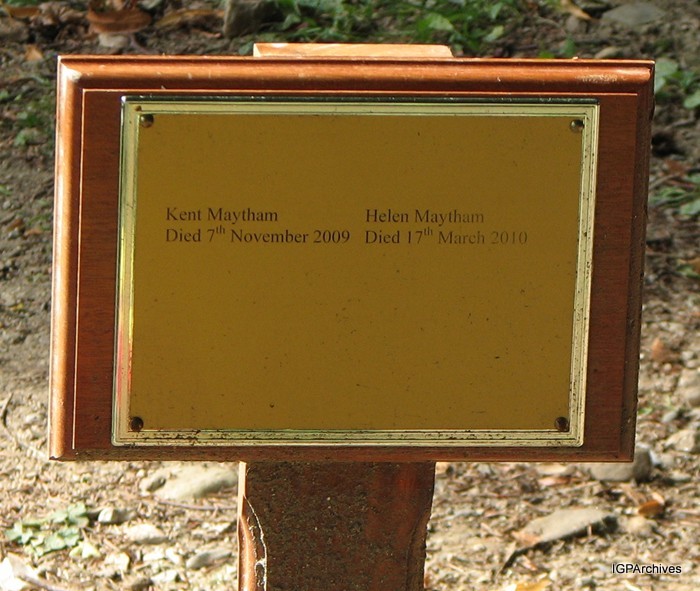 Kent Maytham
Died 7th November 2009
Helen Maytham
Died 17th March 2010
IGPArchives